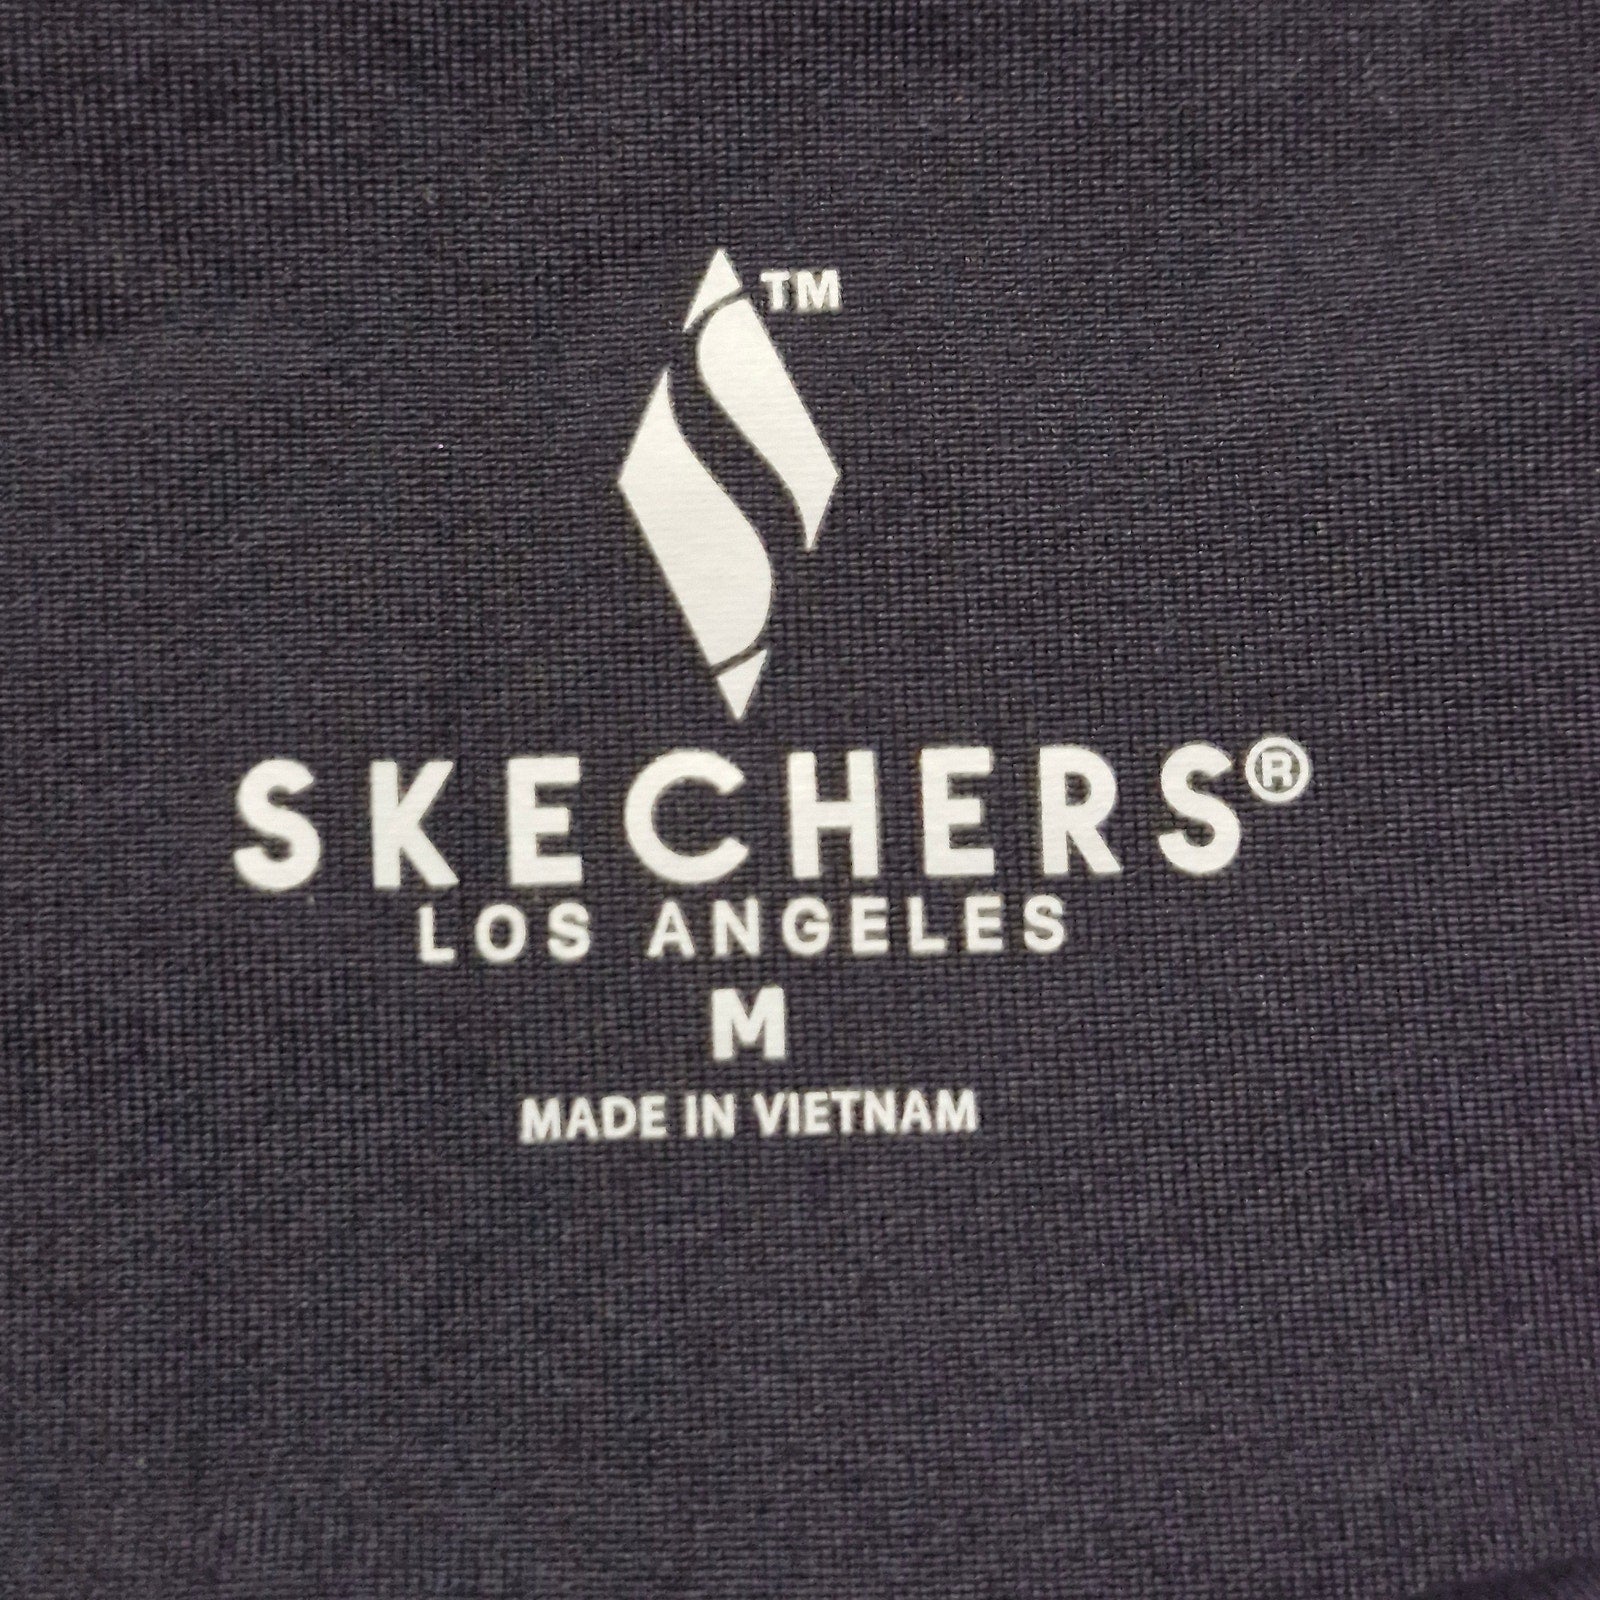 TM
SKECHERS®
LOS ANGELES
M
MADE IN VIETNAM